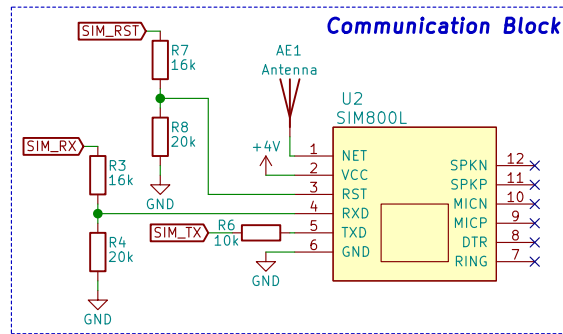 Communication Block
SIM_RST
R7
16k
AE1
Antenna
U2
SIM800L
R8
20k
GND
SIM_RX
R3
16k
+4V
1 NET
2 VCC
3 RST
4 RXD
5 TXD
6 GND
SPKN 12
SPKP 11
MICN 10
MICP 9
DTR 8
RING 7
SIM_TX
R6
10k
R4
20k
GND
GND